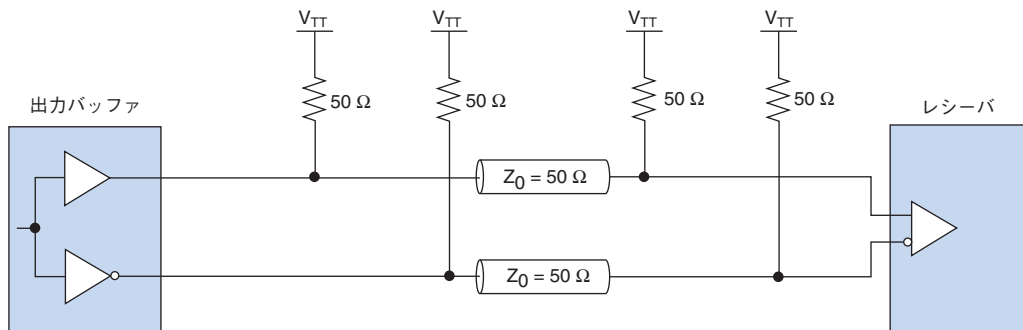 V_TT V_TT V_TT V_TT
50 Ω 50 Ω 50 Ω 50 Ω
出力バッファ
レシーバ
Z_0 = 50 Ω
Z_0 = 50 Ω